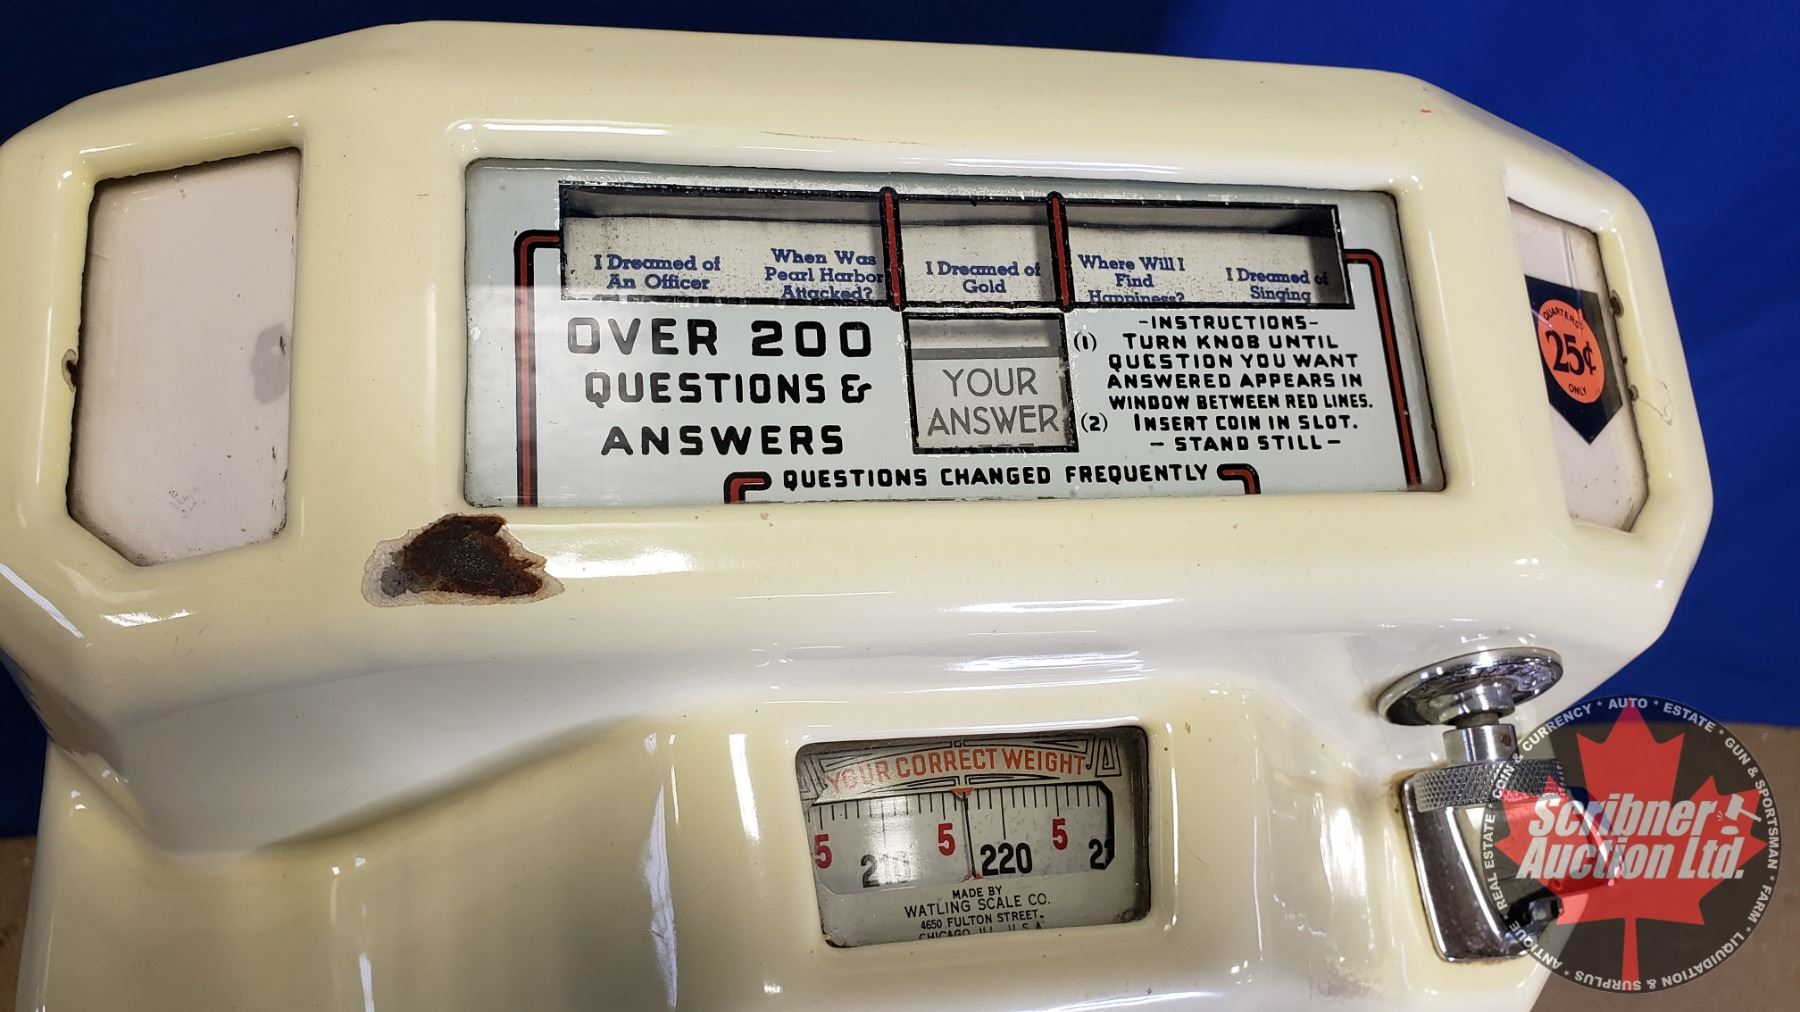 I Dreamed of
An Officer
When Was
Pearl Harbor
Attacked?
I Dreamed of
Gold
Where Will I
Find
Happiness?
I Dreamed of
Singing
OVER 200
QUESTIONS &
ANSWERS
YOUR
ANSWER
-INSTRUCTIONS-
(1) TURN KNOB UNTIL
QUESTION YOU WANT
ANSWERED APPEARS IN
WINDOW BETWEEN RED LINES.
(2) INSERT COIN IN SLOT.
- STAND STILL -
QUESTIONS CHANGED FREQUENTLY
QUARTERS
25¢
ONLY
YOUR CORRECT WEIGHT
5 5 220 5
MADE BY
WATLING SCALE CO.
4650 FULTON STREET.
CHICAGO ILL. U.S.A.
Scribner
Auction Ltd.
ANTIQUE * REAL ESTATE * COIN & CURRENCY * AUTO * ESTATE * GUN & SPORTSMAN * FARM * LIQUIDATION & SURPLUS *